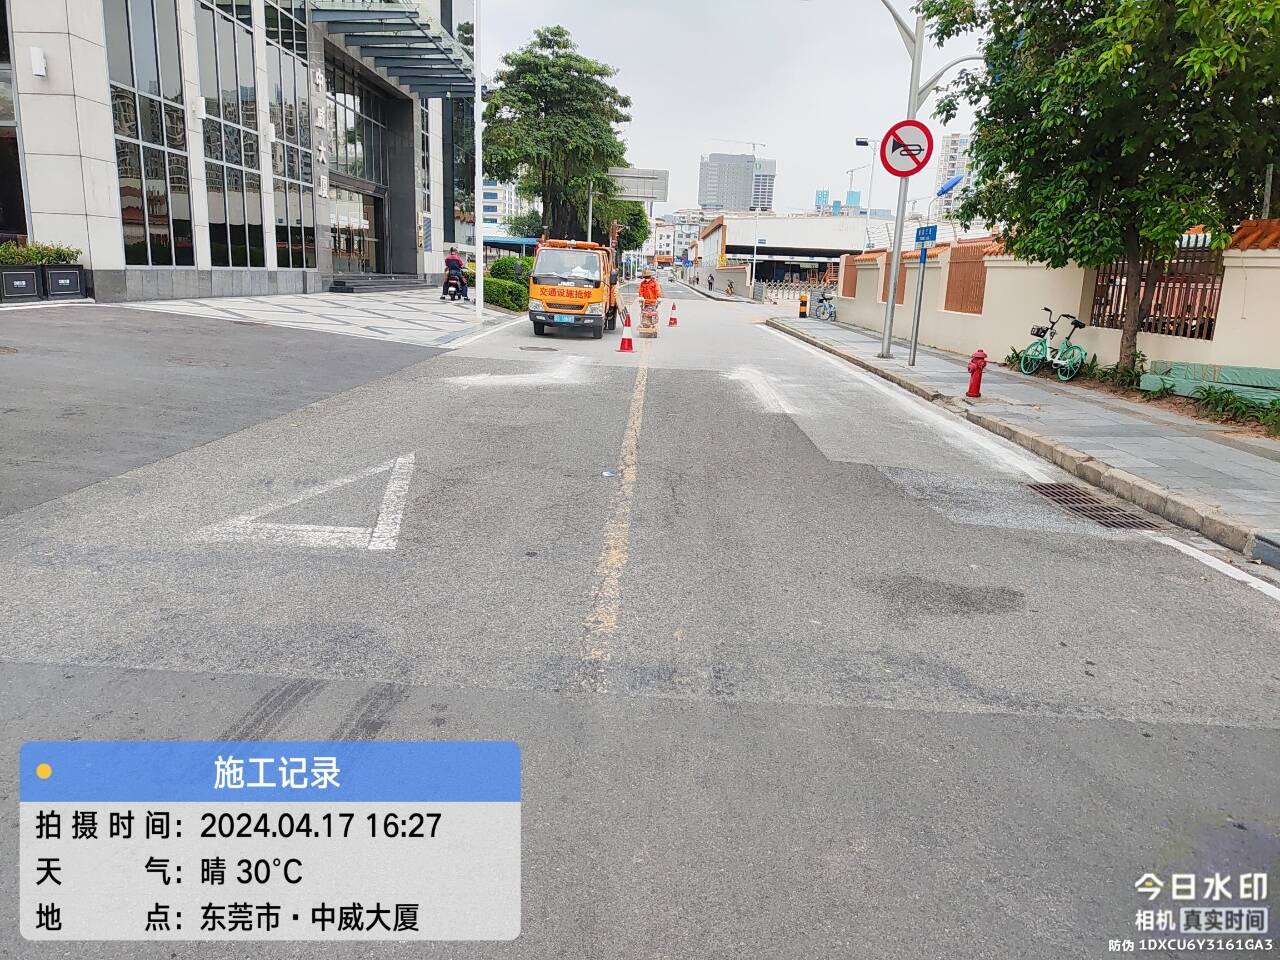 中威大厦
JMC
交通设施抢修
施工记录
拍摄时间：2024.04.17 16:27
天气：晴 30°C
地点：东莞市·中威大厦
今日水印
相机 真实时间
防伪 1DXCU6Y3161GA3